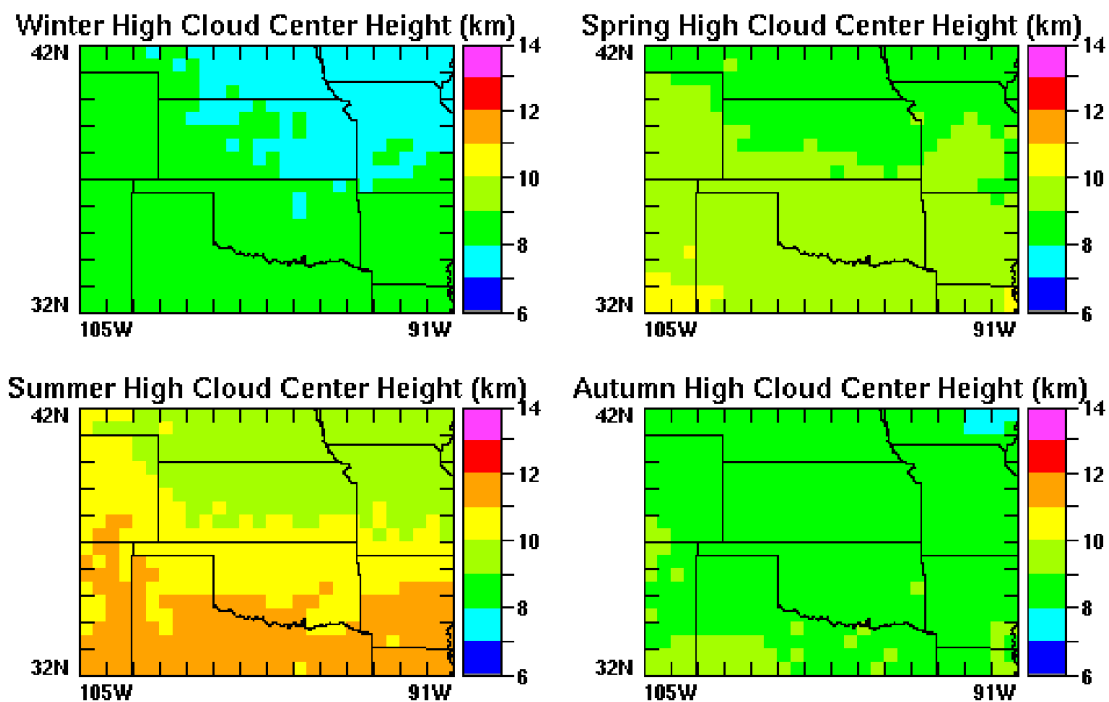 Winter High Cloud Center Height (km)
42N
14
12
10
8
6
32N
105W
91W
Spring High Cloud Center Height (km)
42N
14
12
10
8
6
32N
105W
91W
Summer High Cloud Center Height (km)
42N
14
12
10
8
6
32N
105W
91W
Autumn High Cloud Center Height (km)
42N
14
12
10
8
6
32N
105W
91W